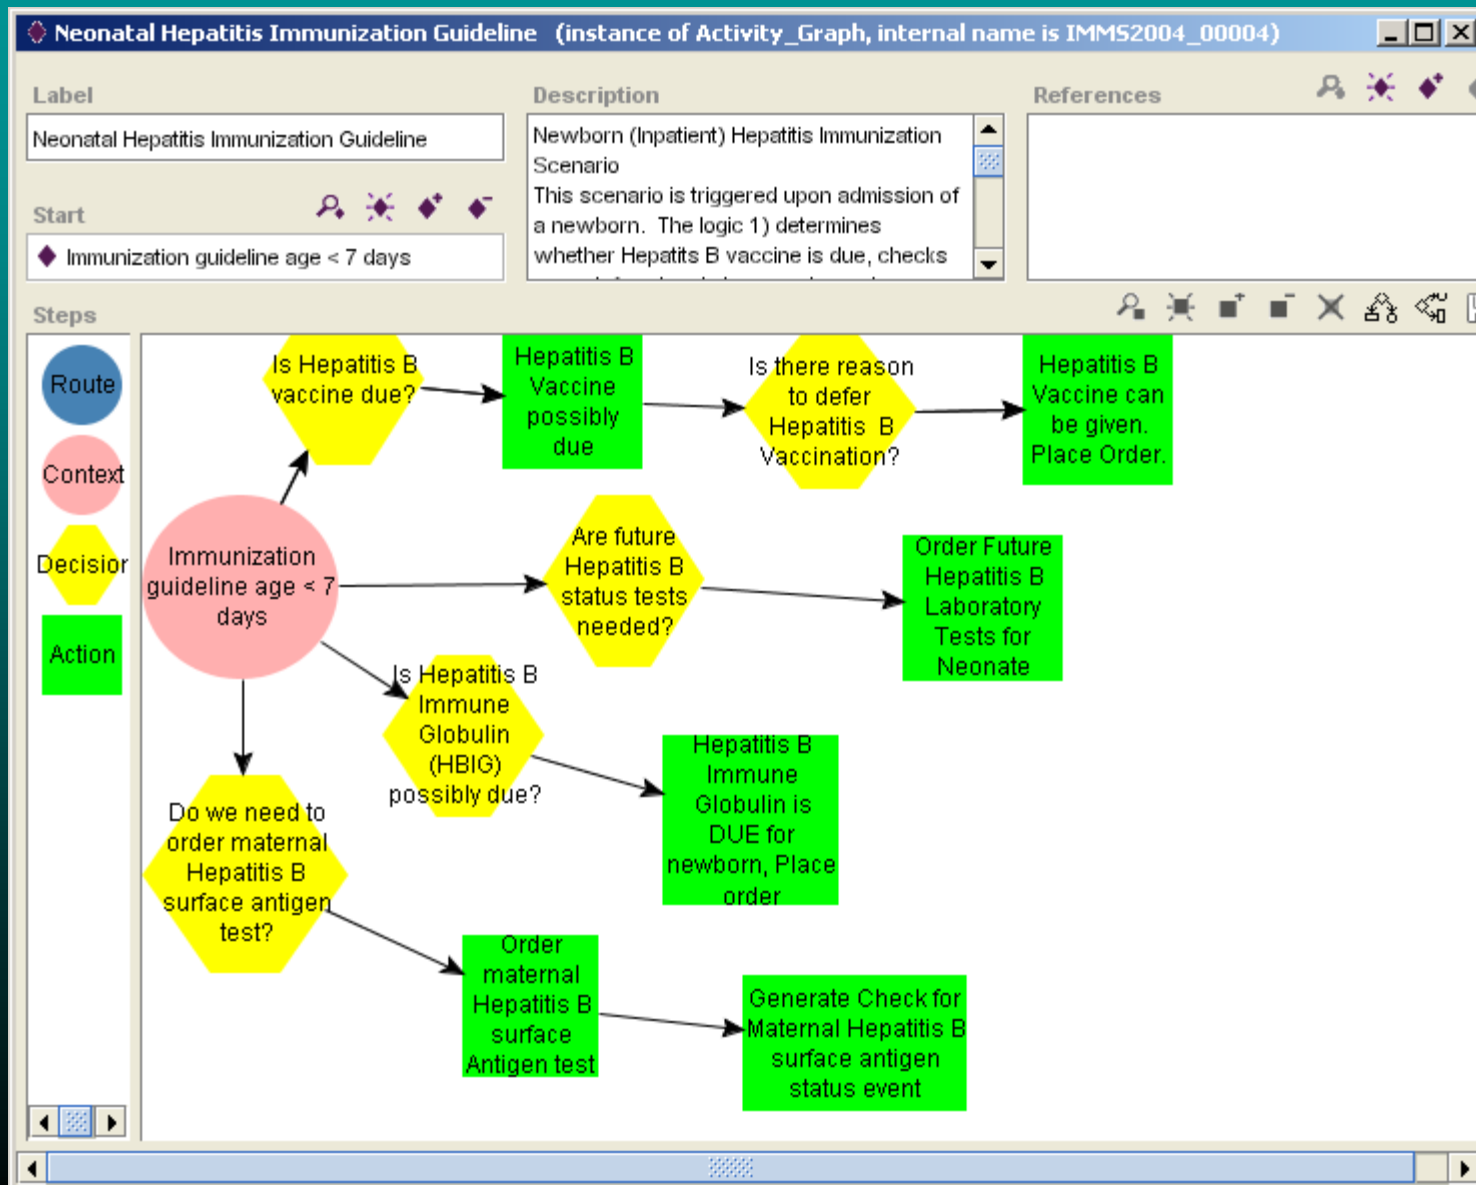 Neonatal Hepatitis Immunization Guideline (instance of Activity_Graph, internal name is IMMS2004_00004)
Label
Neonatal Hepatitis Immunization Guideline
Description
Newborn (Inpatient) Hepatitis Immunization
Scenario
This scenario is triggered upon admission of
a newborn. The logic 1) determines
whether Hepatits B vaccine is due, checks
References
Start
Immunization guideline age < 7 days
Steps
Route
Context
Decision
Action
Is Hepatitis B
vaccine due?
Hepatitis B
Vaccine
possibly
due
Is there reason
to defer
Hepatitis B
Vaccination?
Hepatitis B
Vaccine can
be given.
Place Order.
Immunization
guideline age < 7
days
Are future
Hepatitis B
status tests
needed?
Order Future
Hepatitis B
Laboratory
Tests for
Neonate
Is Hepatitis B
Immune
Globulin
(HBIG)
possibly due?
Hepatitis B
Immune
Globulin is
DUE for
newborn, Place
order
Do we need to
order maternal
Hepatitis B
surface antigen
test?
Order
maternal
Hepatitis B
surface
Antigen test
Generate Check for
Maternal Hepatitis B
surface antigen
status event